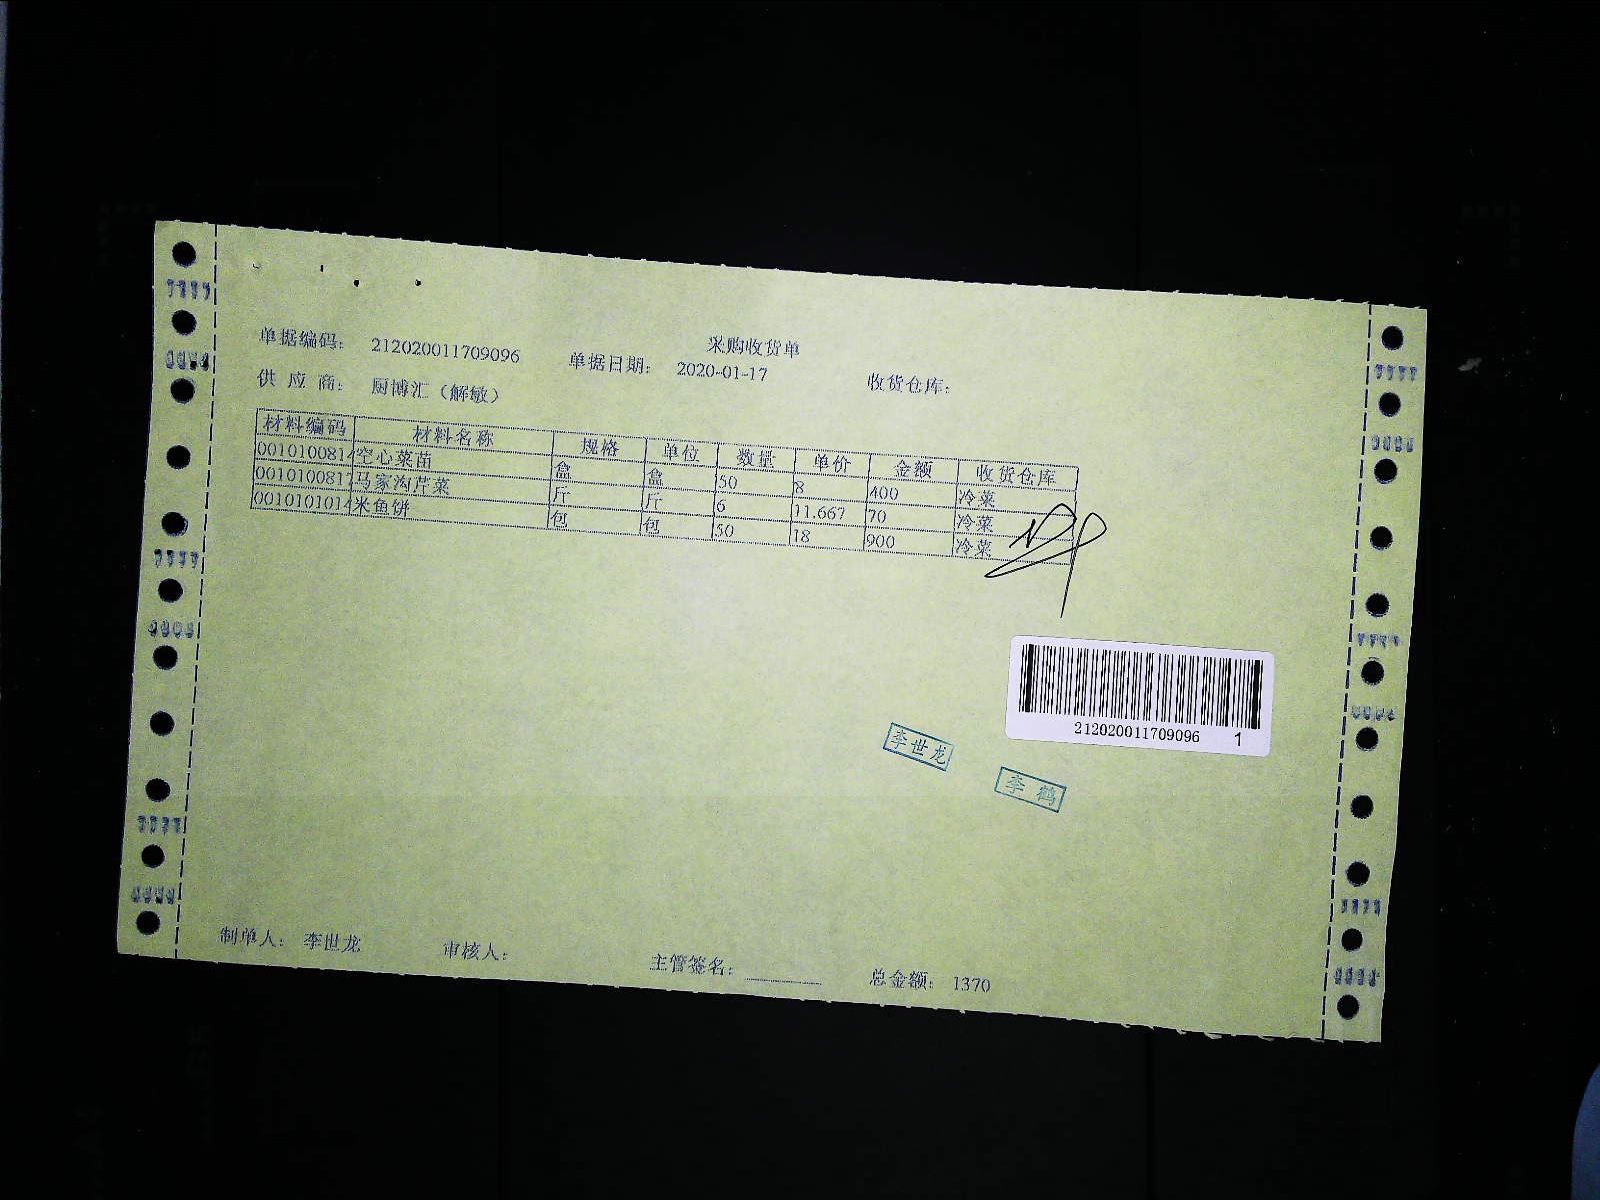 采购收货单
单据编码: 212020011709096 单据日期: 2020-01-17 收货仓库:
供 应 商: 厨博汇（解敏）
材料编码 材料名称 规格 单位 数量 单价 金额 收货仓库
0010100814 空心菜苗 盒 盒 50 8 400 冷菜
0010100817 马家沟芹菜 斤 斤 6 11.667 70 冷菜
0010101014 米鱼饼 包 包 50 18 900 冷菜
212020011709096 1
李世龙
李 鹤
制单人: 李世龙 审核人: 主管签名: 总金额: 1370